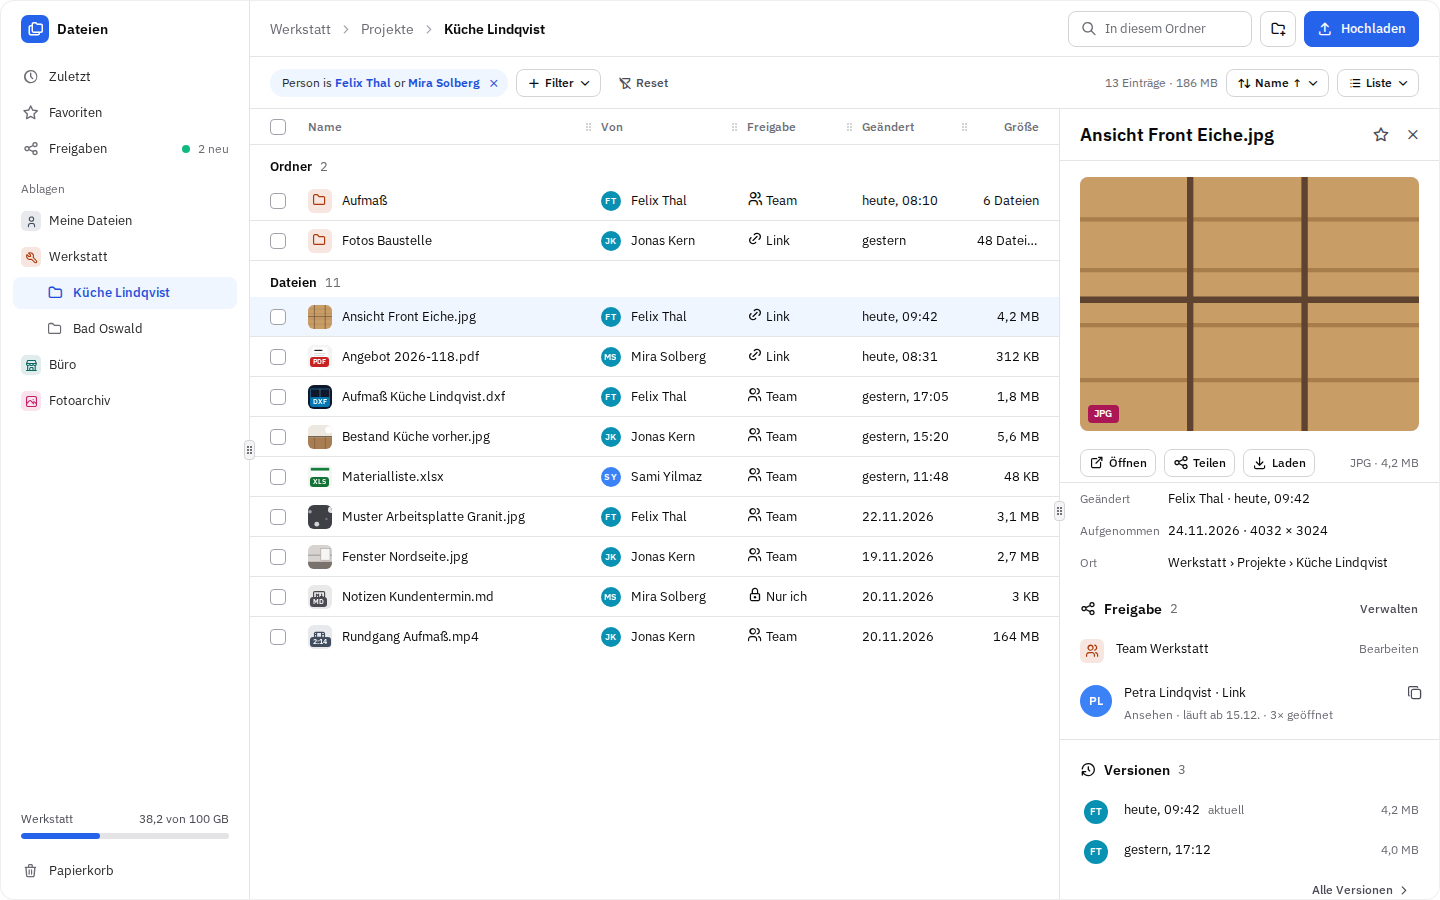 Dateien
Zuletzt
Favoriten
Freigaben 2 neu
Ablagen
Meine Dateien
Werkstatt
Küche Lindqvist
Bad Oswald
Büro
Fotoarchiv
Werkstatt 38,2 von 100 GB
Papierkorb
Werkstatt Projekte Küche Lindqvist
In diesem Ordner
Hochladen
Person is Felix Thal or Mira Solberg
Filter
Reset
13 Einträge · 186 MB
Name ↑
Liste
Name Von Freigabe Geändert Größe
Ordner 2
Aufmaß FT Felix Thal Team heute, 08:10 6 Dateien
Fotos Baustelle JK Jonas Kern Link gestern 48 Datei…
Dateien 11
Ansicht Front Eiche.jpg FT Felix Thal Link heute, 09:42 4,2 MB
PDF Angebot 2026-118.pdf MS Mira Solberg Link heute, 08:31 312 KB
DXF Aufmaß Küche Lindqvist.dxf FT Felix Thal Team gestern, 17:05 1,8 MB
Bestand Küche vorher.jpg JK Jonas Kern Team gestern, 15:20 5,6 MB
XLS Materialliste.xlsx SY Sami Yilmaz Team gestern, 11:48 48 KB
Muster Arbeitsplatte Granit.jpg FT Felix Thal Team 22.11.2026 3,1 MB
Fenster Nordseite.jpg JK Jonas Kern Team 19.11.2026 2,7 MB
MD Notizen Kundentermin.md MS Mira Solberg Nur ich 20.11.2026 3 KB
2:14 Rundgang Aufmaß.mp4 JK Jonas Kern Team 20.11.2026 164 MB
Ansicht Front Eiche.jpg
JPG
Öffnen Teilen Laden JPG · 4,2 MB
Geändert Felix Thal · heute, 09:42
Aufgenommen 24.11.2026 · 4032 × 3024
Ort Werkstatt › Projekte › Küche Lindqvist
Freigabe 2 Verwalten
Team Werkstatt Bearbeiten
PL Petra Lindqvist · Link
Ansehen · läuft ab 15.12. · 3× geöffnet
Versionen 3
FT heute, 09:42 aktuell 4,2 MB
FT gestern, 17:12 4,0 MB
Alle Versionen